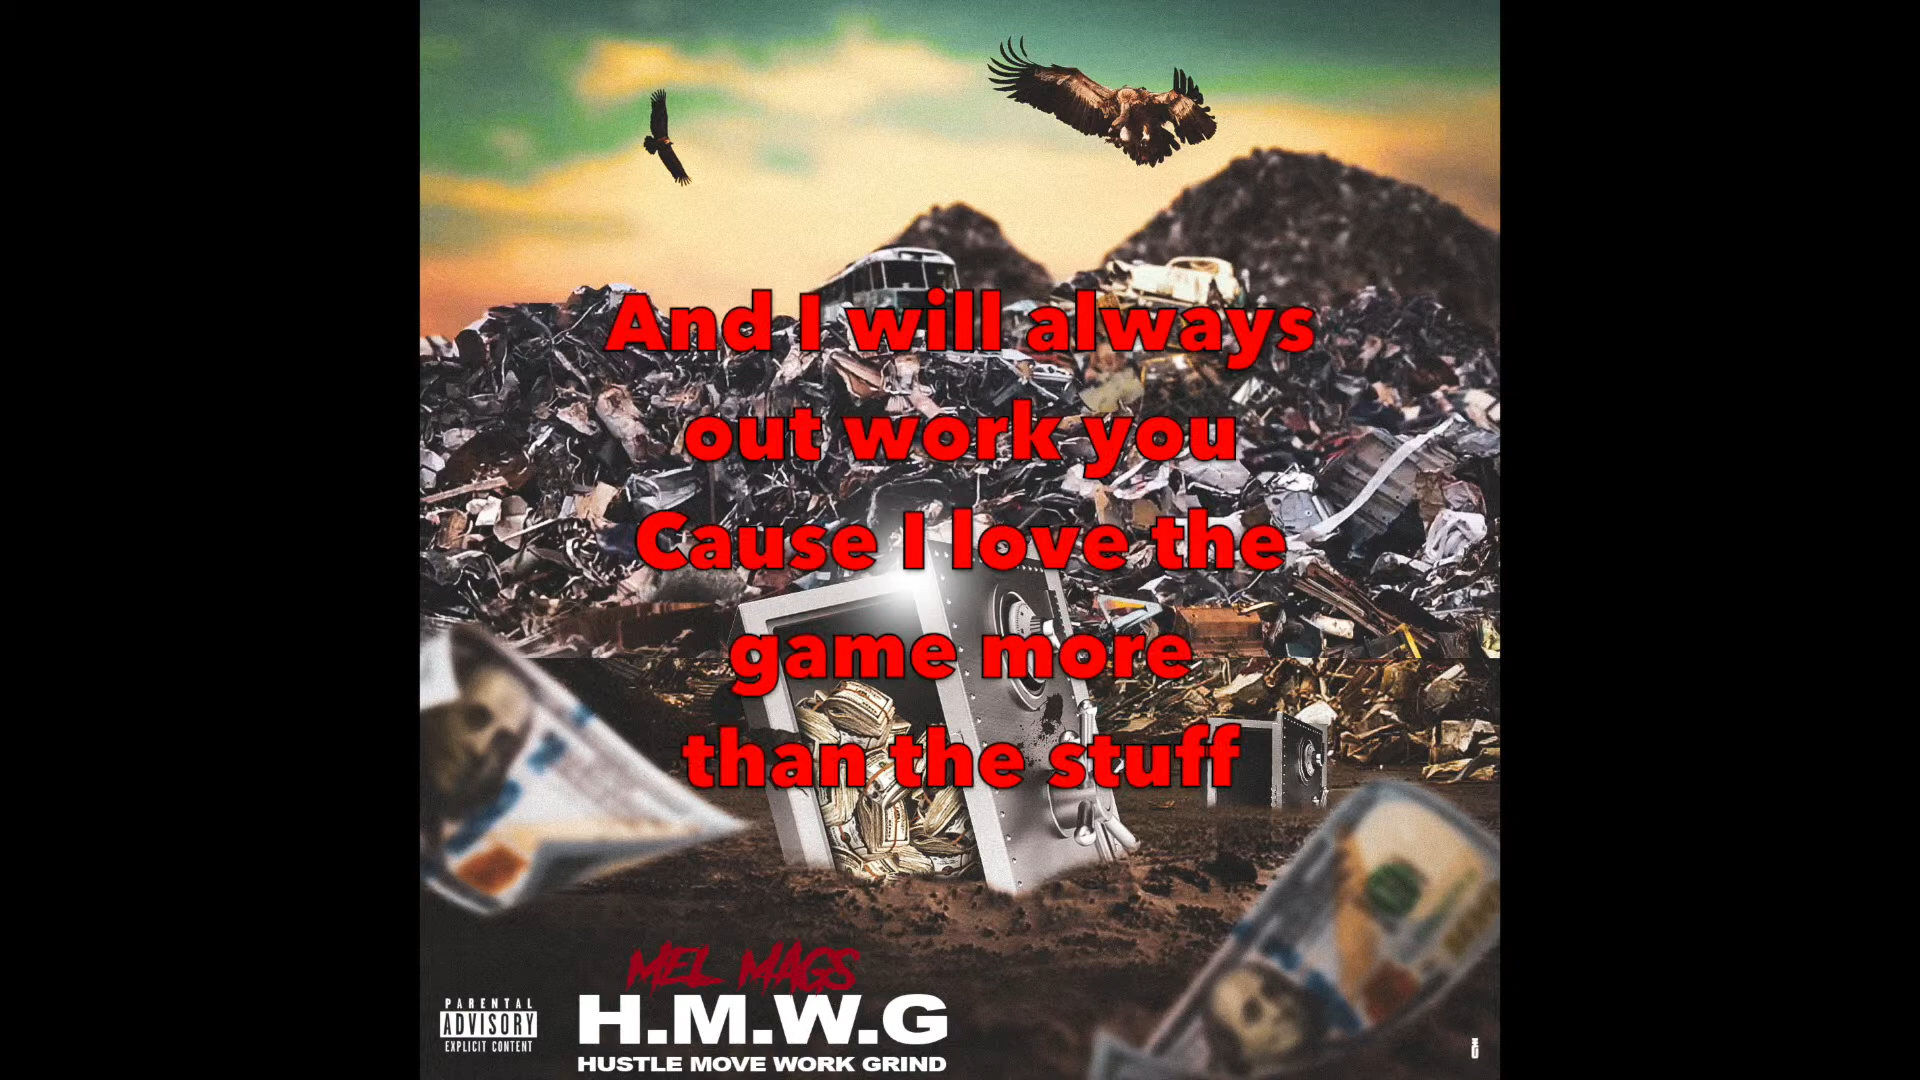 And I will always
out work you
Cause I love the
game more
than the stuff
MEL MAGS
H.M.W.G
HUSTLE MOVE WORK GRIND
PARENTAL
ADVISORY
EXPLICIT CONTENT